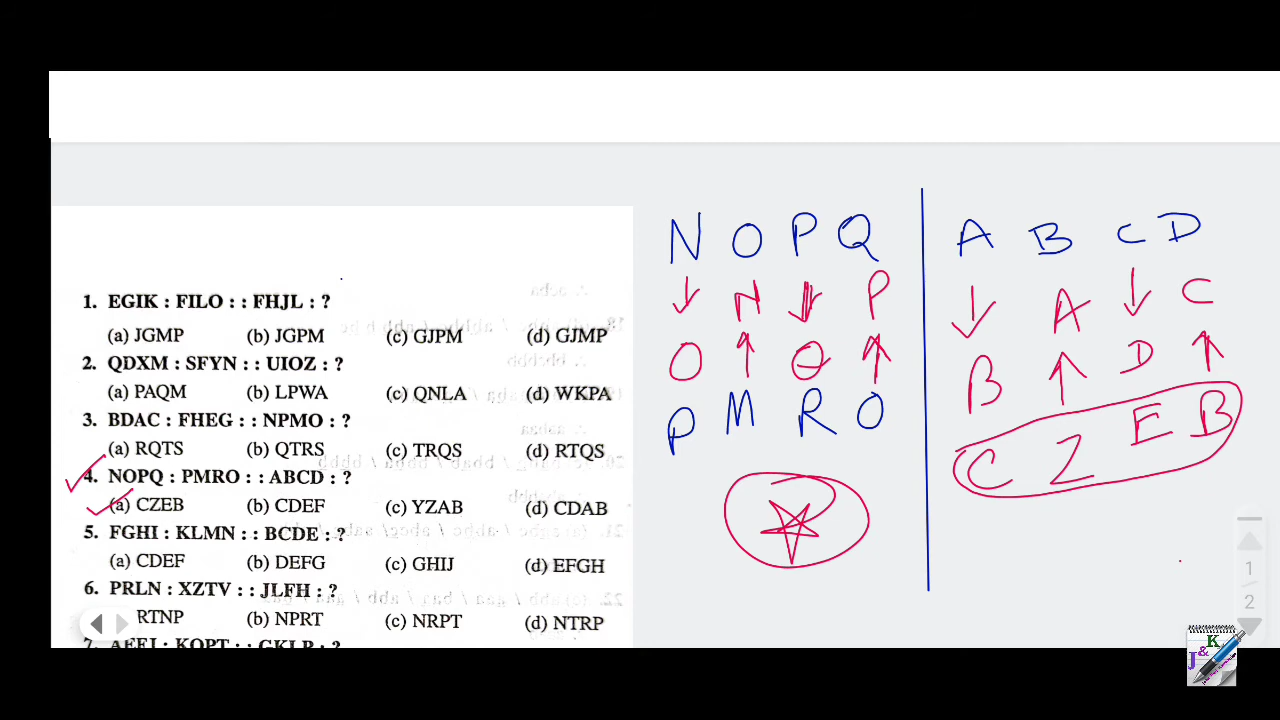 1. EGIK : FILO : : FHJL : ?
(a) JGMP (b) JGPM (c) GJPM (d) GJMP
2. QDXM : SFYN : : UIOZ : ?
(a) PAQM (b) LPWA (c) QNLA (d) WKPA
3. BDAC : FHEG : : NPMO : ?
(a) RQTS (b) QTRS (c) TRQS (d) RTQS
4. NOPQ : PMRO : : ABCD : ?
(a) CZEB (b) CDEF (c) YZAB (d) CDAB
5. FGHI : KLMN : : BCDE : ?
(a) CDEF (b) DEFG (c) GHIJ (d) EFGH
6. PRLN : XZTV : : JLFH : ?
RTNP (b) NPRT (c) NRPT (d) NTRP
N O P Q
↓ N ↓ P
O ↑ Q ↑
P M R O
A B C D
↓ A ↓ C
B ↑ D ↑
C Z E B
1
2
J & K